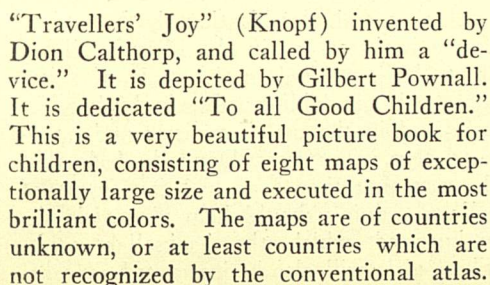 “Travellers’ Joy” (Knopf) invented by
Dion Calthorp, and called by him a “de-
vice.” It is depicted by Gilbert Pownall.
It is dedicated “To all Good Children.”
This is a very beautiful picture book for
children, consisting of eight maps of excep-
tionally large size and executed in the most
brilliant colors. The maps are of countries
unknown, or at least countries which are
not recognized by the conventional atlas.